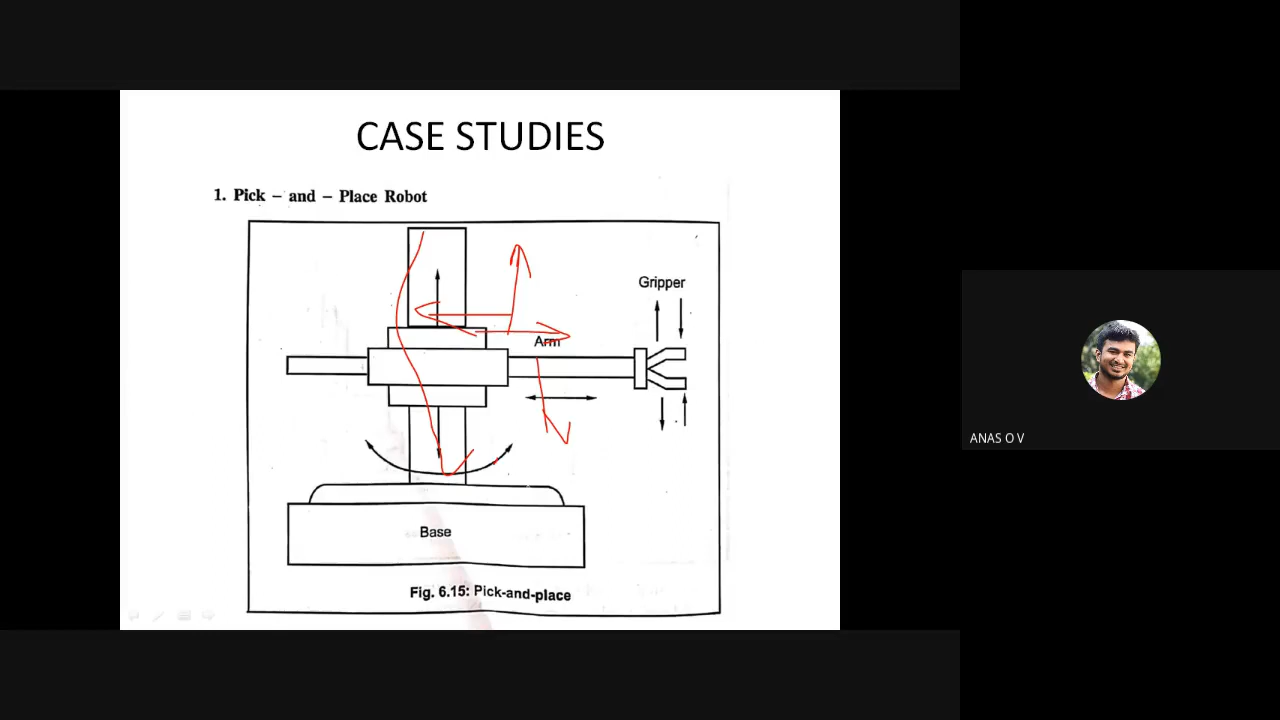 CASE STUDIES
1. Pick – and – Place Robot
Gripper
Arm
Base
Fig. 6.15: Pick-and-place
ANAS O V